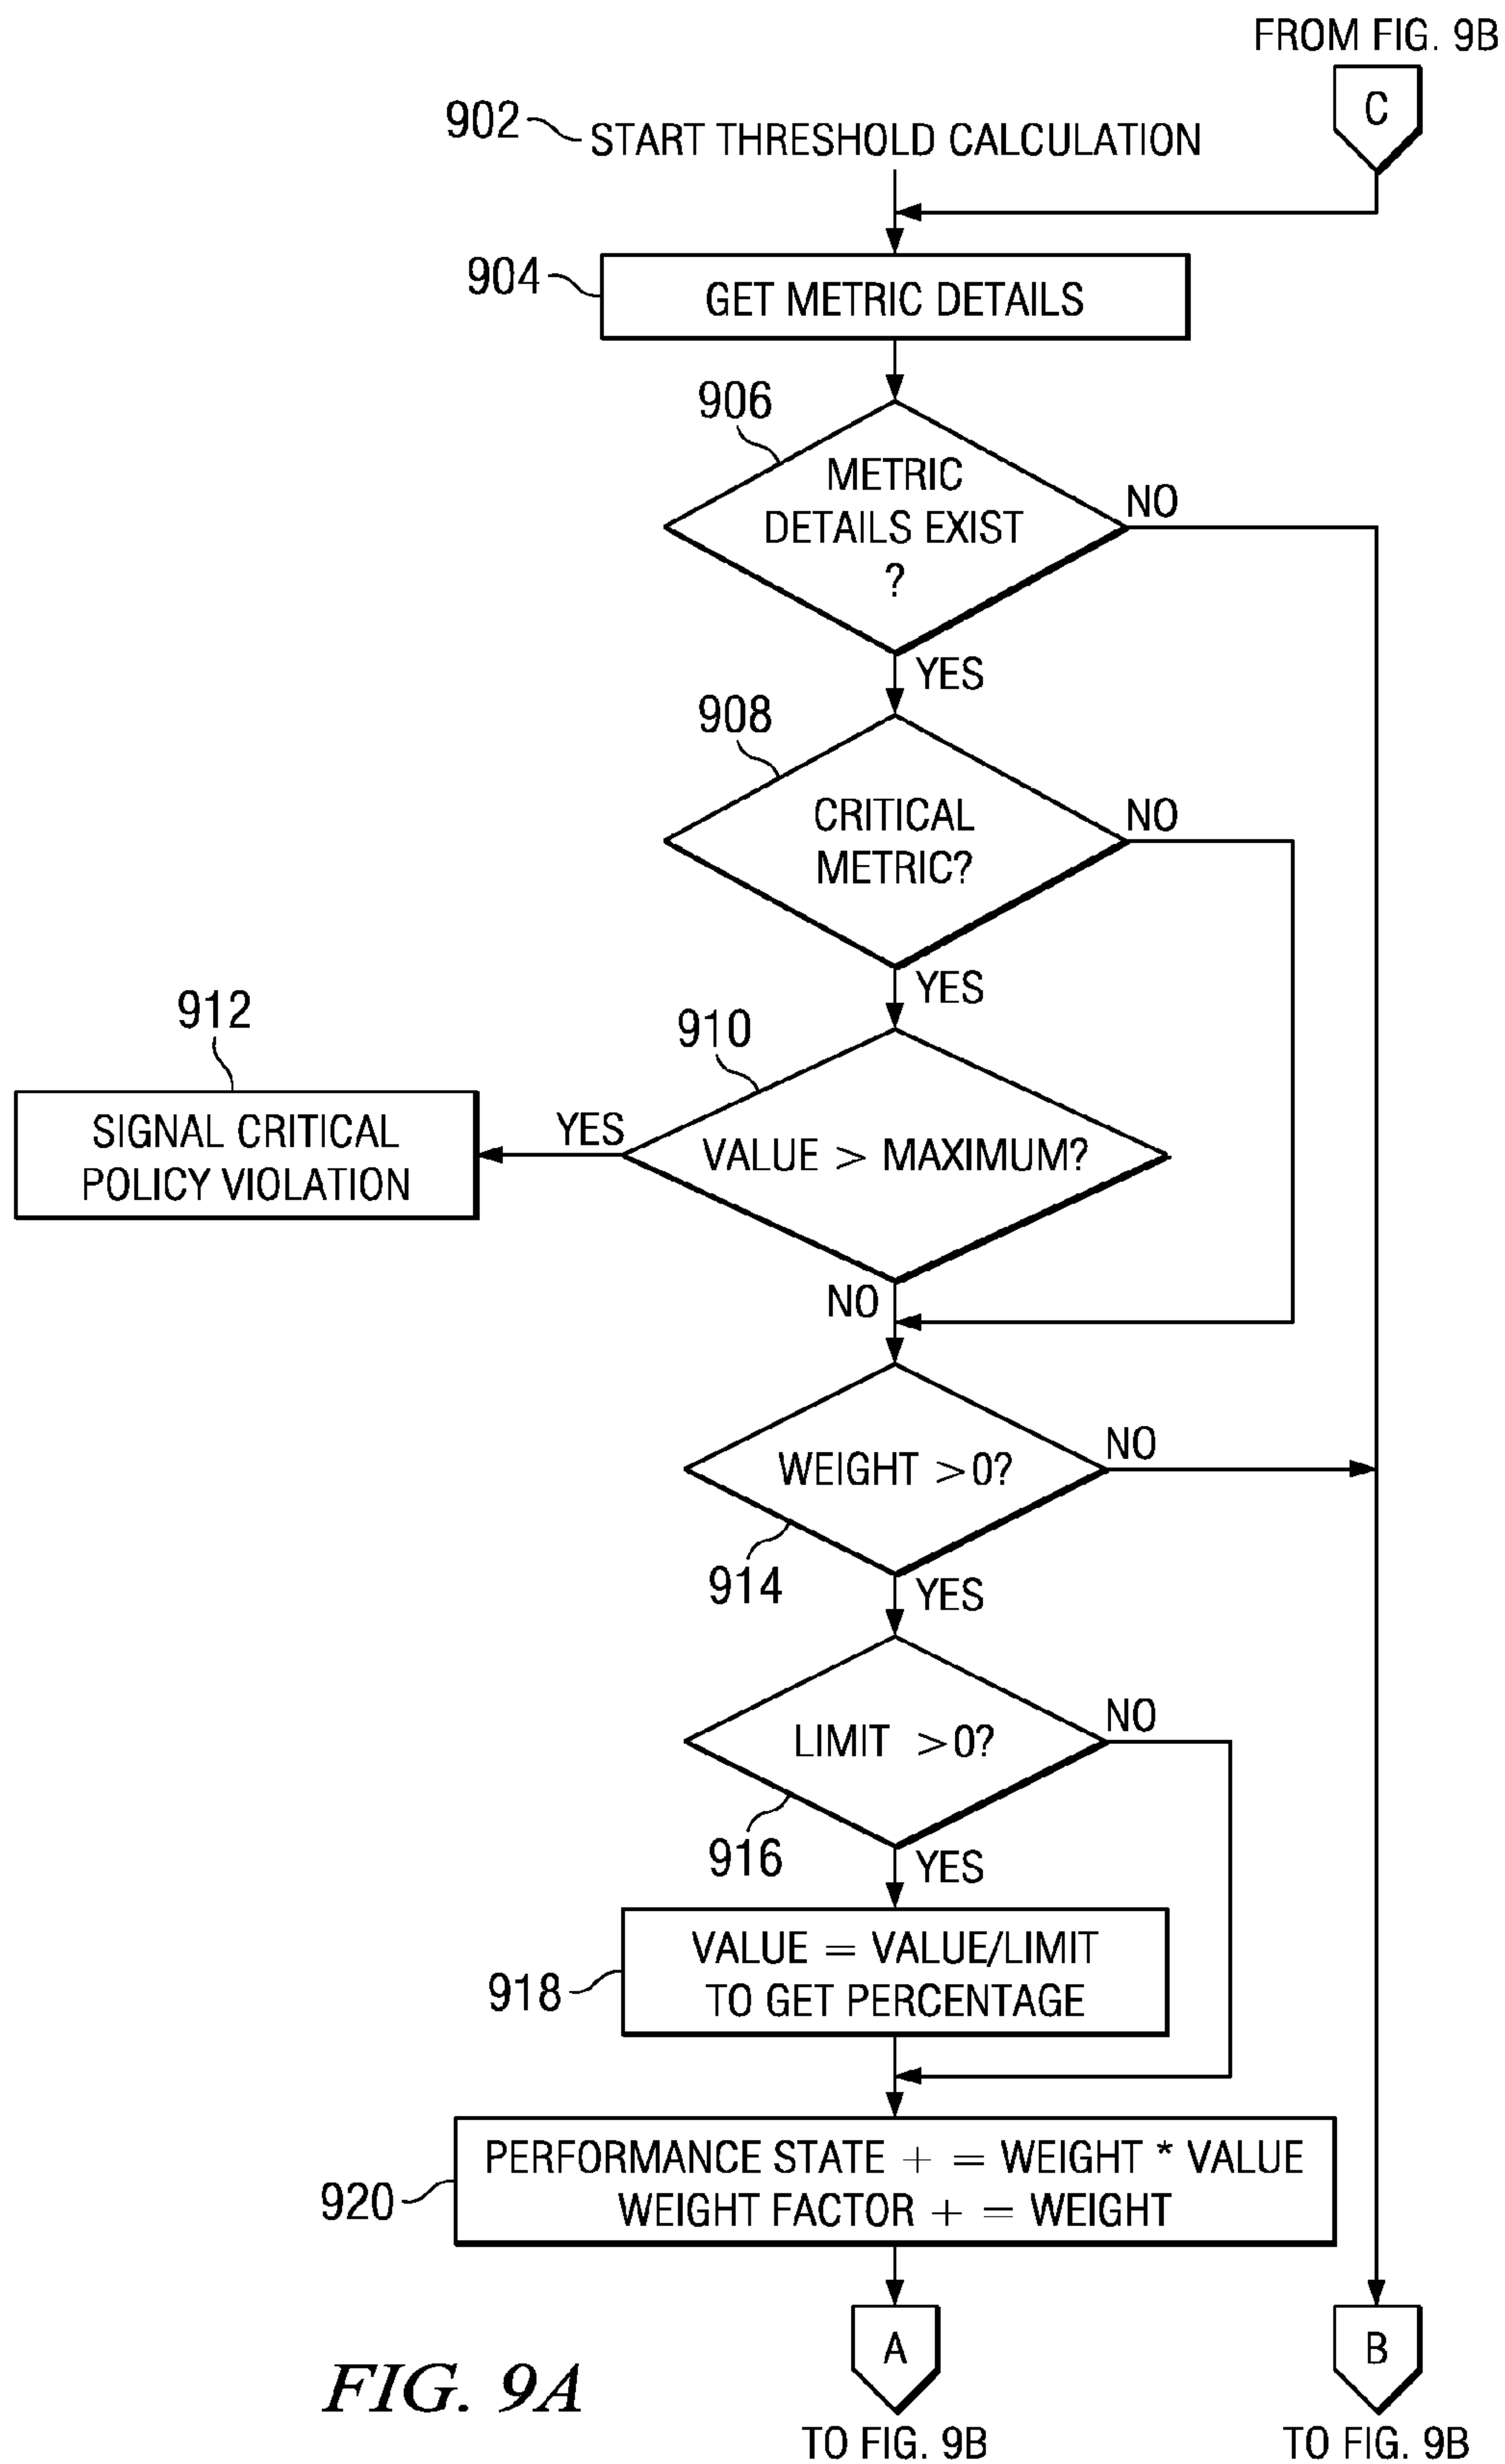 FROM FIG. 9B
C
902
START THRESHOLD CALCULATION
904
GET METRIC DETAILS
906
METRIC
DETAILS EXIST
?
NO
YES
908
CRITICAL
METRIC?
NO
YES
912
910
SIGNAL CRITICAL
POLICY VIOLATION
YES
VALUE > MAXIMUM?
NO
WEIGHT >0?
NO
914
YES
LIMIT >0?
NO
916
YES
918
VALUE = VALUE/LIMIT
TO GET PERCENTAGE
920
PERFORMANCE STATE + = WEIGHT * VALUE
WEIGHT FACTOR + = WEIGHT
A
B
FIG. 9A
TO FIG. 9B
TO FIG. 9B